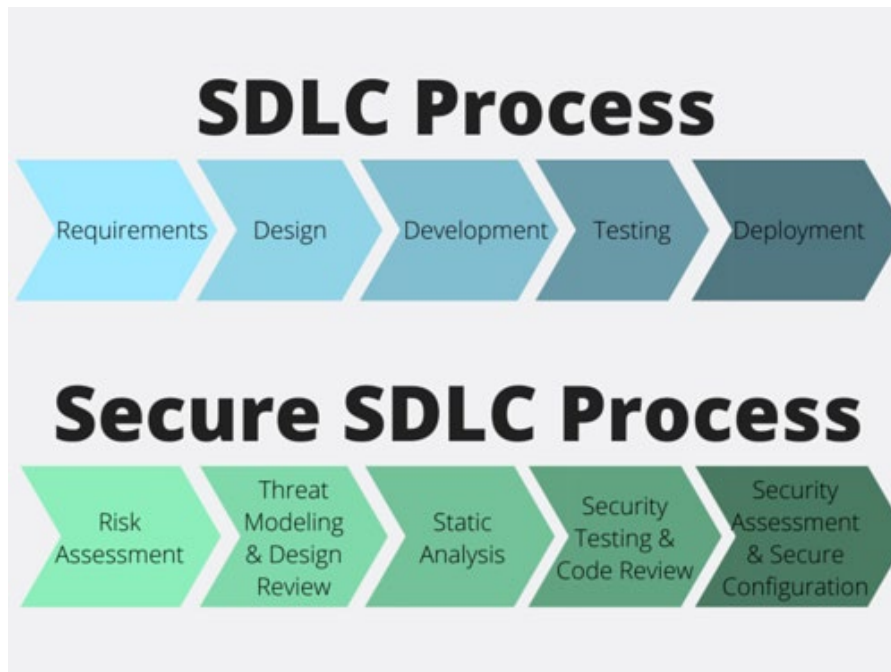 SDLC Process
Requirements
Design
Development
Testing
Deployment
Secure SDLC Process
Risk
Assessment
Threat
Modeling
& Design
Review
Static
Analysis
Security
Testing &
Code Review
Security
Assessment
& Secure
Configuration